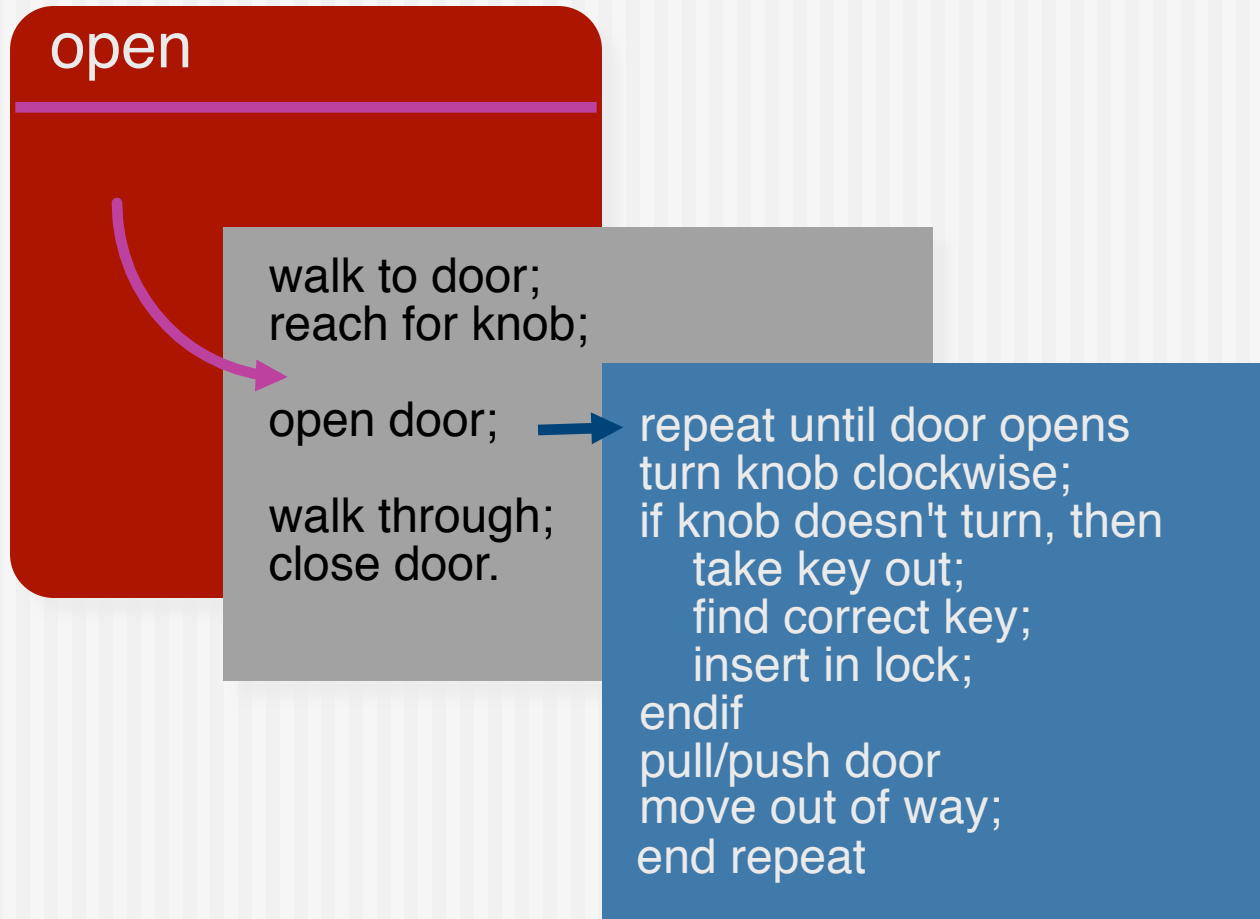 open
walk to door;
reach for knob;
open door;
walk through;
close door.
repeat until door opens
turn knob clockwise;
if knob doesn't turn, then
take key out;
find correct key;
insert in lock;
endif
pull/push door
move out of way;
end repeat